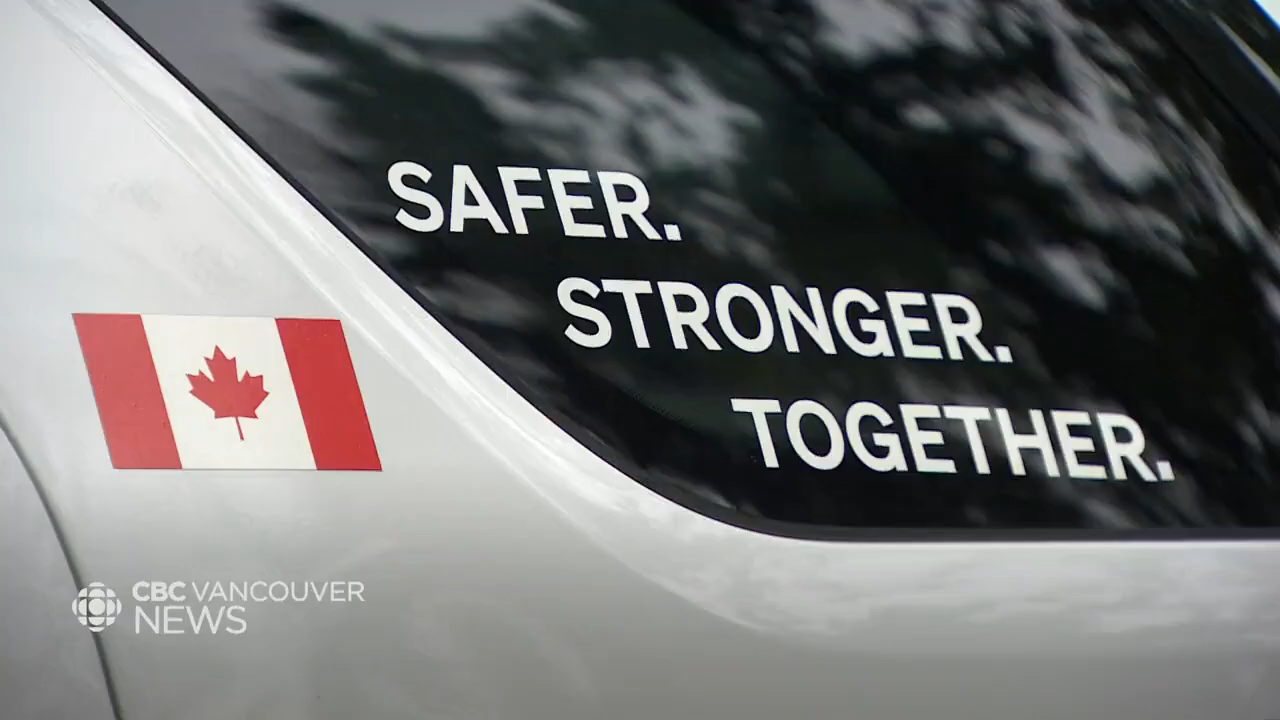 SAFER.
STRONGER.
TOGETHER.
CBC VANCOUVER
NEWS